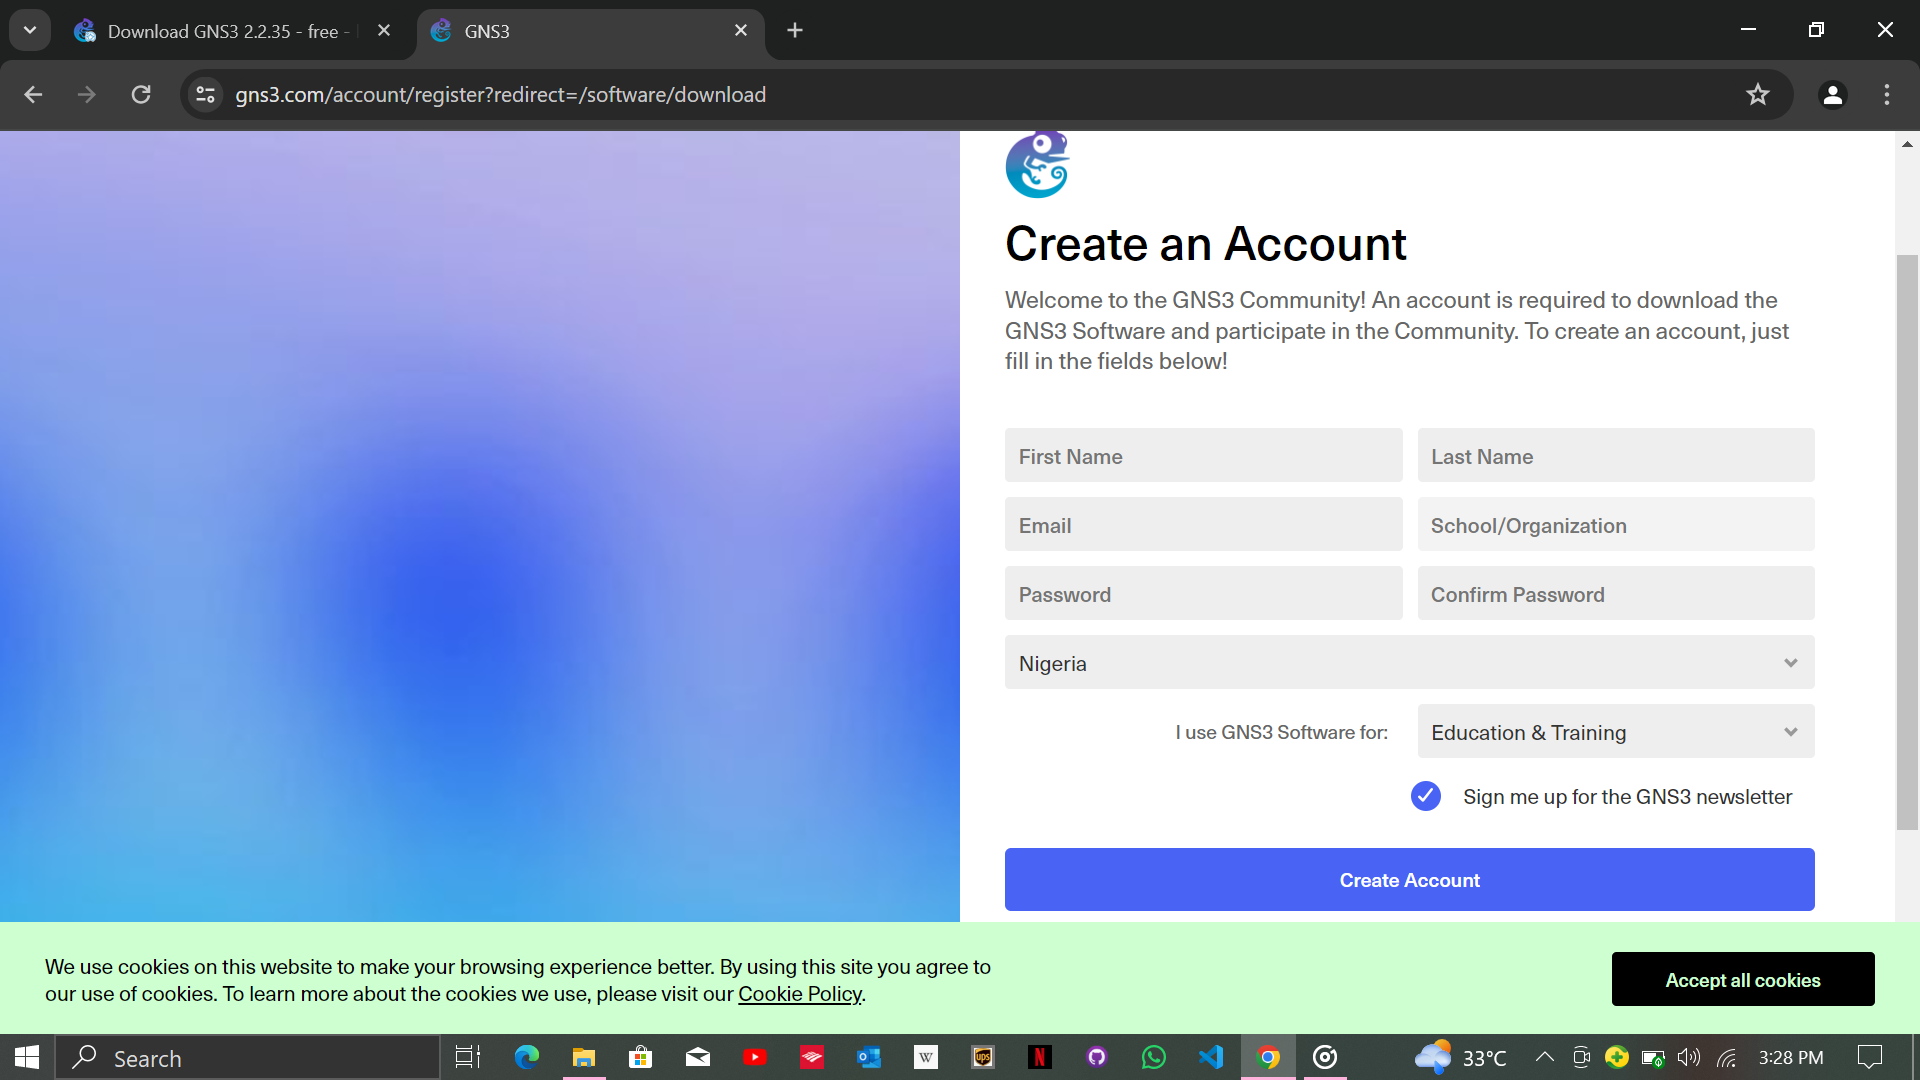 Download GNS3 2.2.35 - free -
GNS3
gns3.com/account/register?redirect=/software/download
Create an Account
Welcome to the GNS3 Community! An account is required to download the
GNS3 Software and participate in the Community. To create an account, just
fill in the fields below!
First Name
Last Name
Email
School/Organization
Password
Confirm Password
Nigeria
I use GNS3 Software for:
Education & Training
Sign me up for the GNS3 newsletter
Create Account
We use cookies on this website to make your browsing experience better. By using this site you agree to
our use of cookies. To learn more about the cookies we use, please visit our Cookie Policy.
Accept all cookies
Search
W
ups
N
33°C
3:28 PM